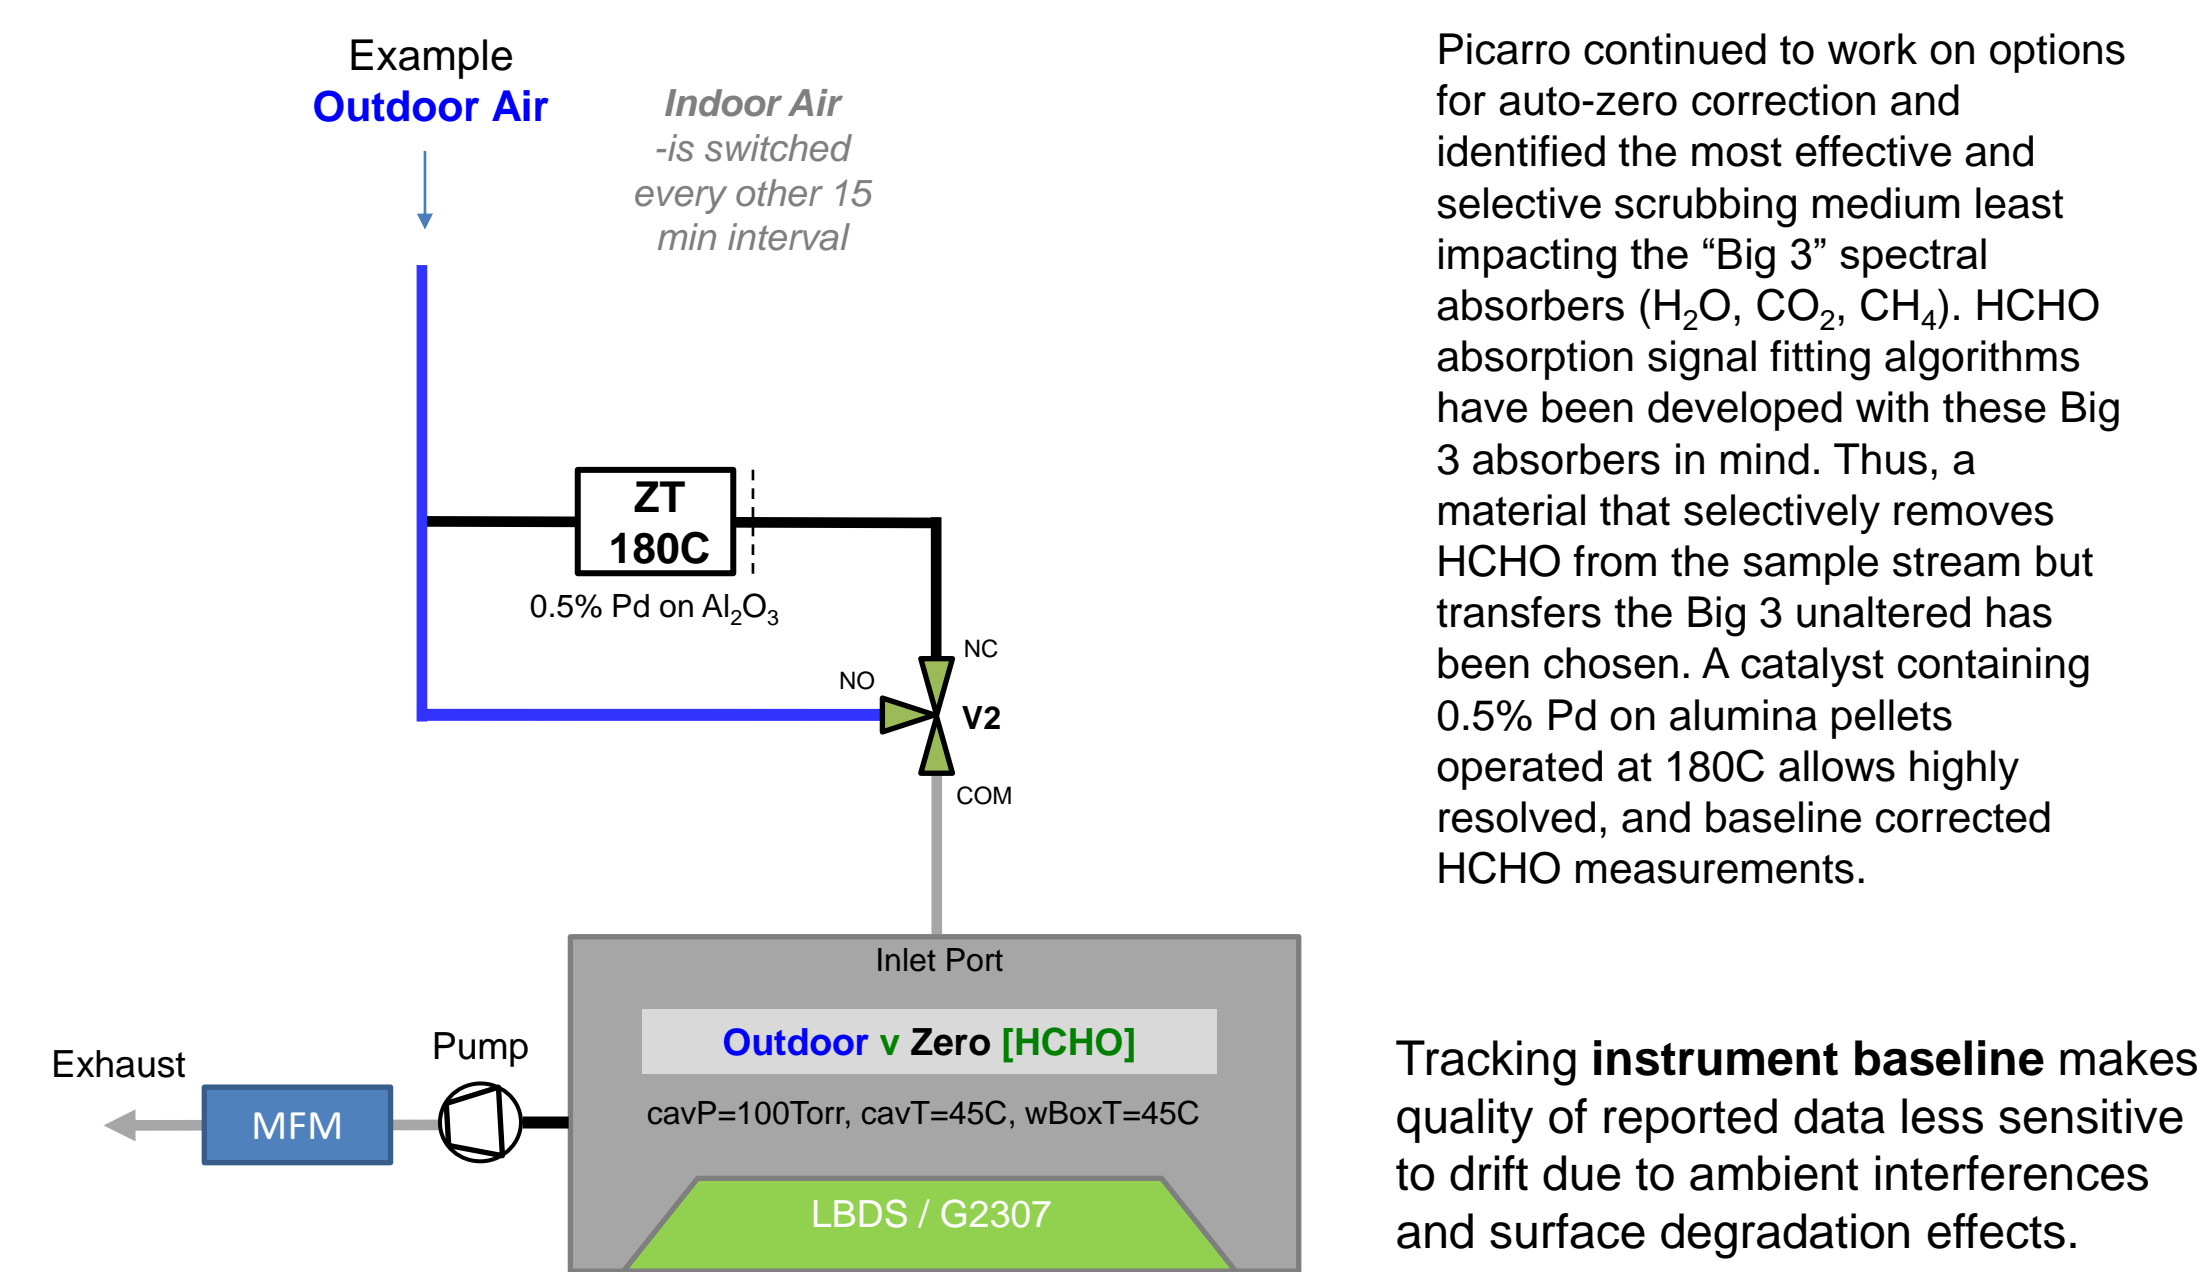 Example
Outdoor Air
Indoor Air
-is switched
every other 15
min interval
ZT
180C
0.5% Pd on Al₂O₃
NC
NO
V2
COM
Inlet Port
Outdoor v Zero [HCHO]
cavP=100Torr, cavT=45C, wBoxT=45C
LBDS / G2307
Pump
Exhaust
MFM
Picarro continued to work on options
for auto-zero correction and
identified the most effective and
selective scrubbing medium least
impacting the “Big 3” spectral
absorbers (H₂O, CO₂, CH₄). HCHO
absorption signal fitting algorithms
have been developed with these Big
3 absorbers in mind. Thus, a
material that selectively removes
HCHO from the sample stream but
transfers the Big 3 unaltered has
been chosen. A catalyst containing
0.5% Pd on alumina pellets
operated at 180C allows highly
resolved, and baseline corrected
HCHO measurements.
Tracking instrument baseline makes
quality of reported data less sensitive
to drift due to ambient interferences
and surface degradation effects.